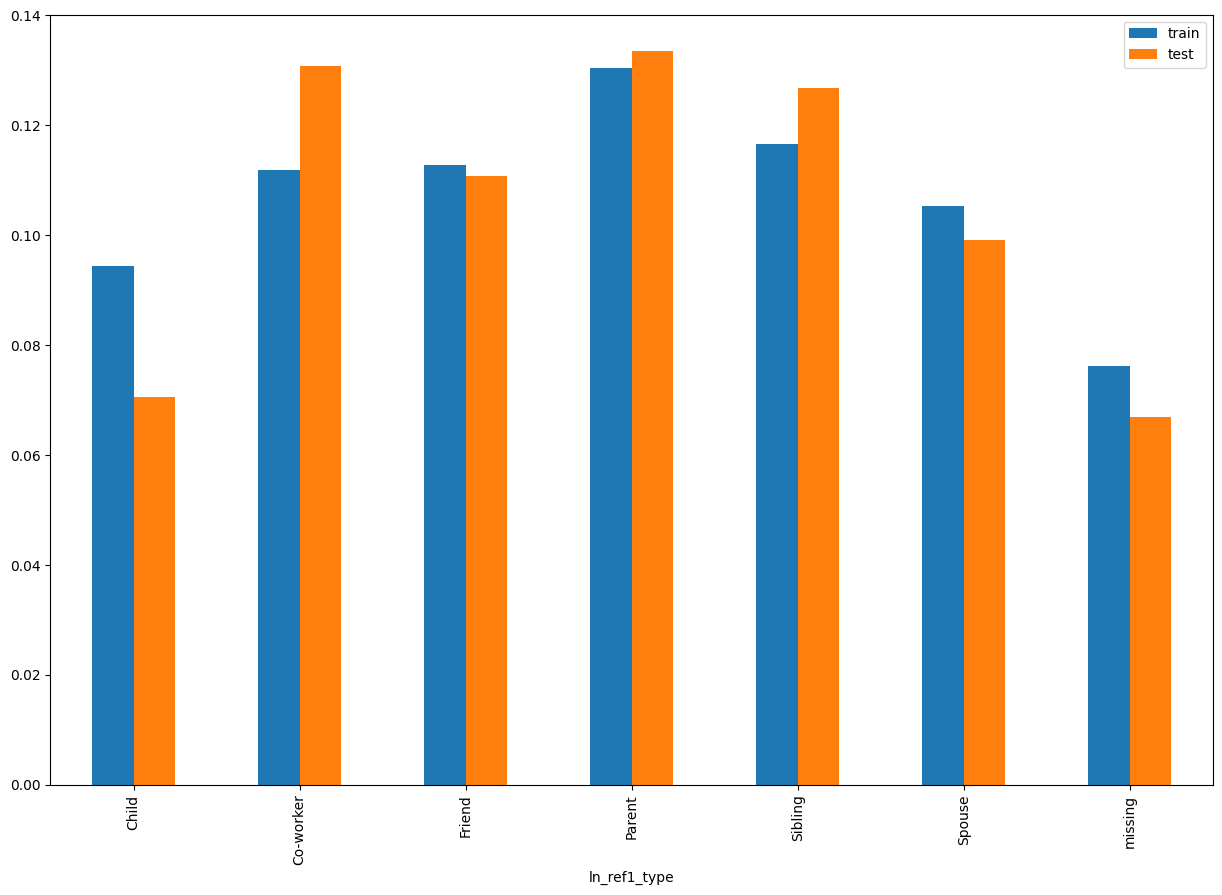 0.14
0.12
0.10
0.08
0.06
0.04
0.02
0.00
train
test
Child
Co-worker
Friend
Parent
Sibling
Spouse
missing
ln_ref1_type